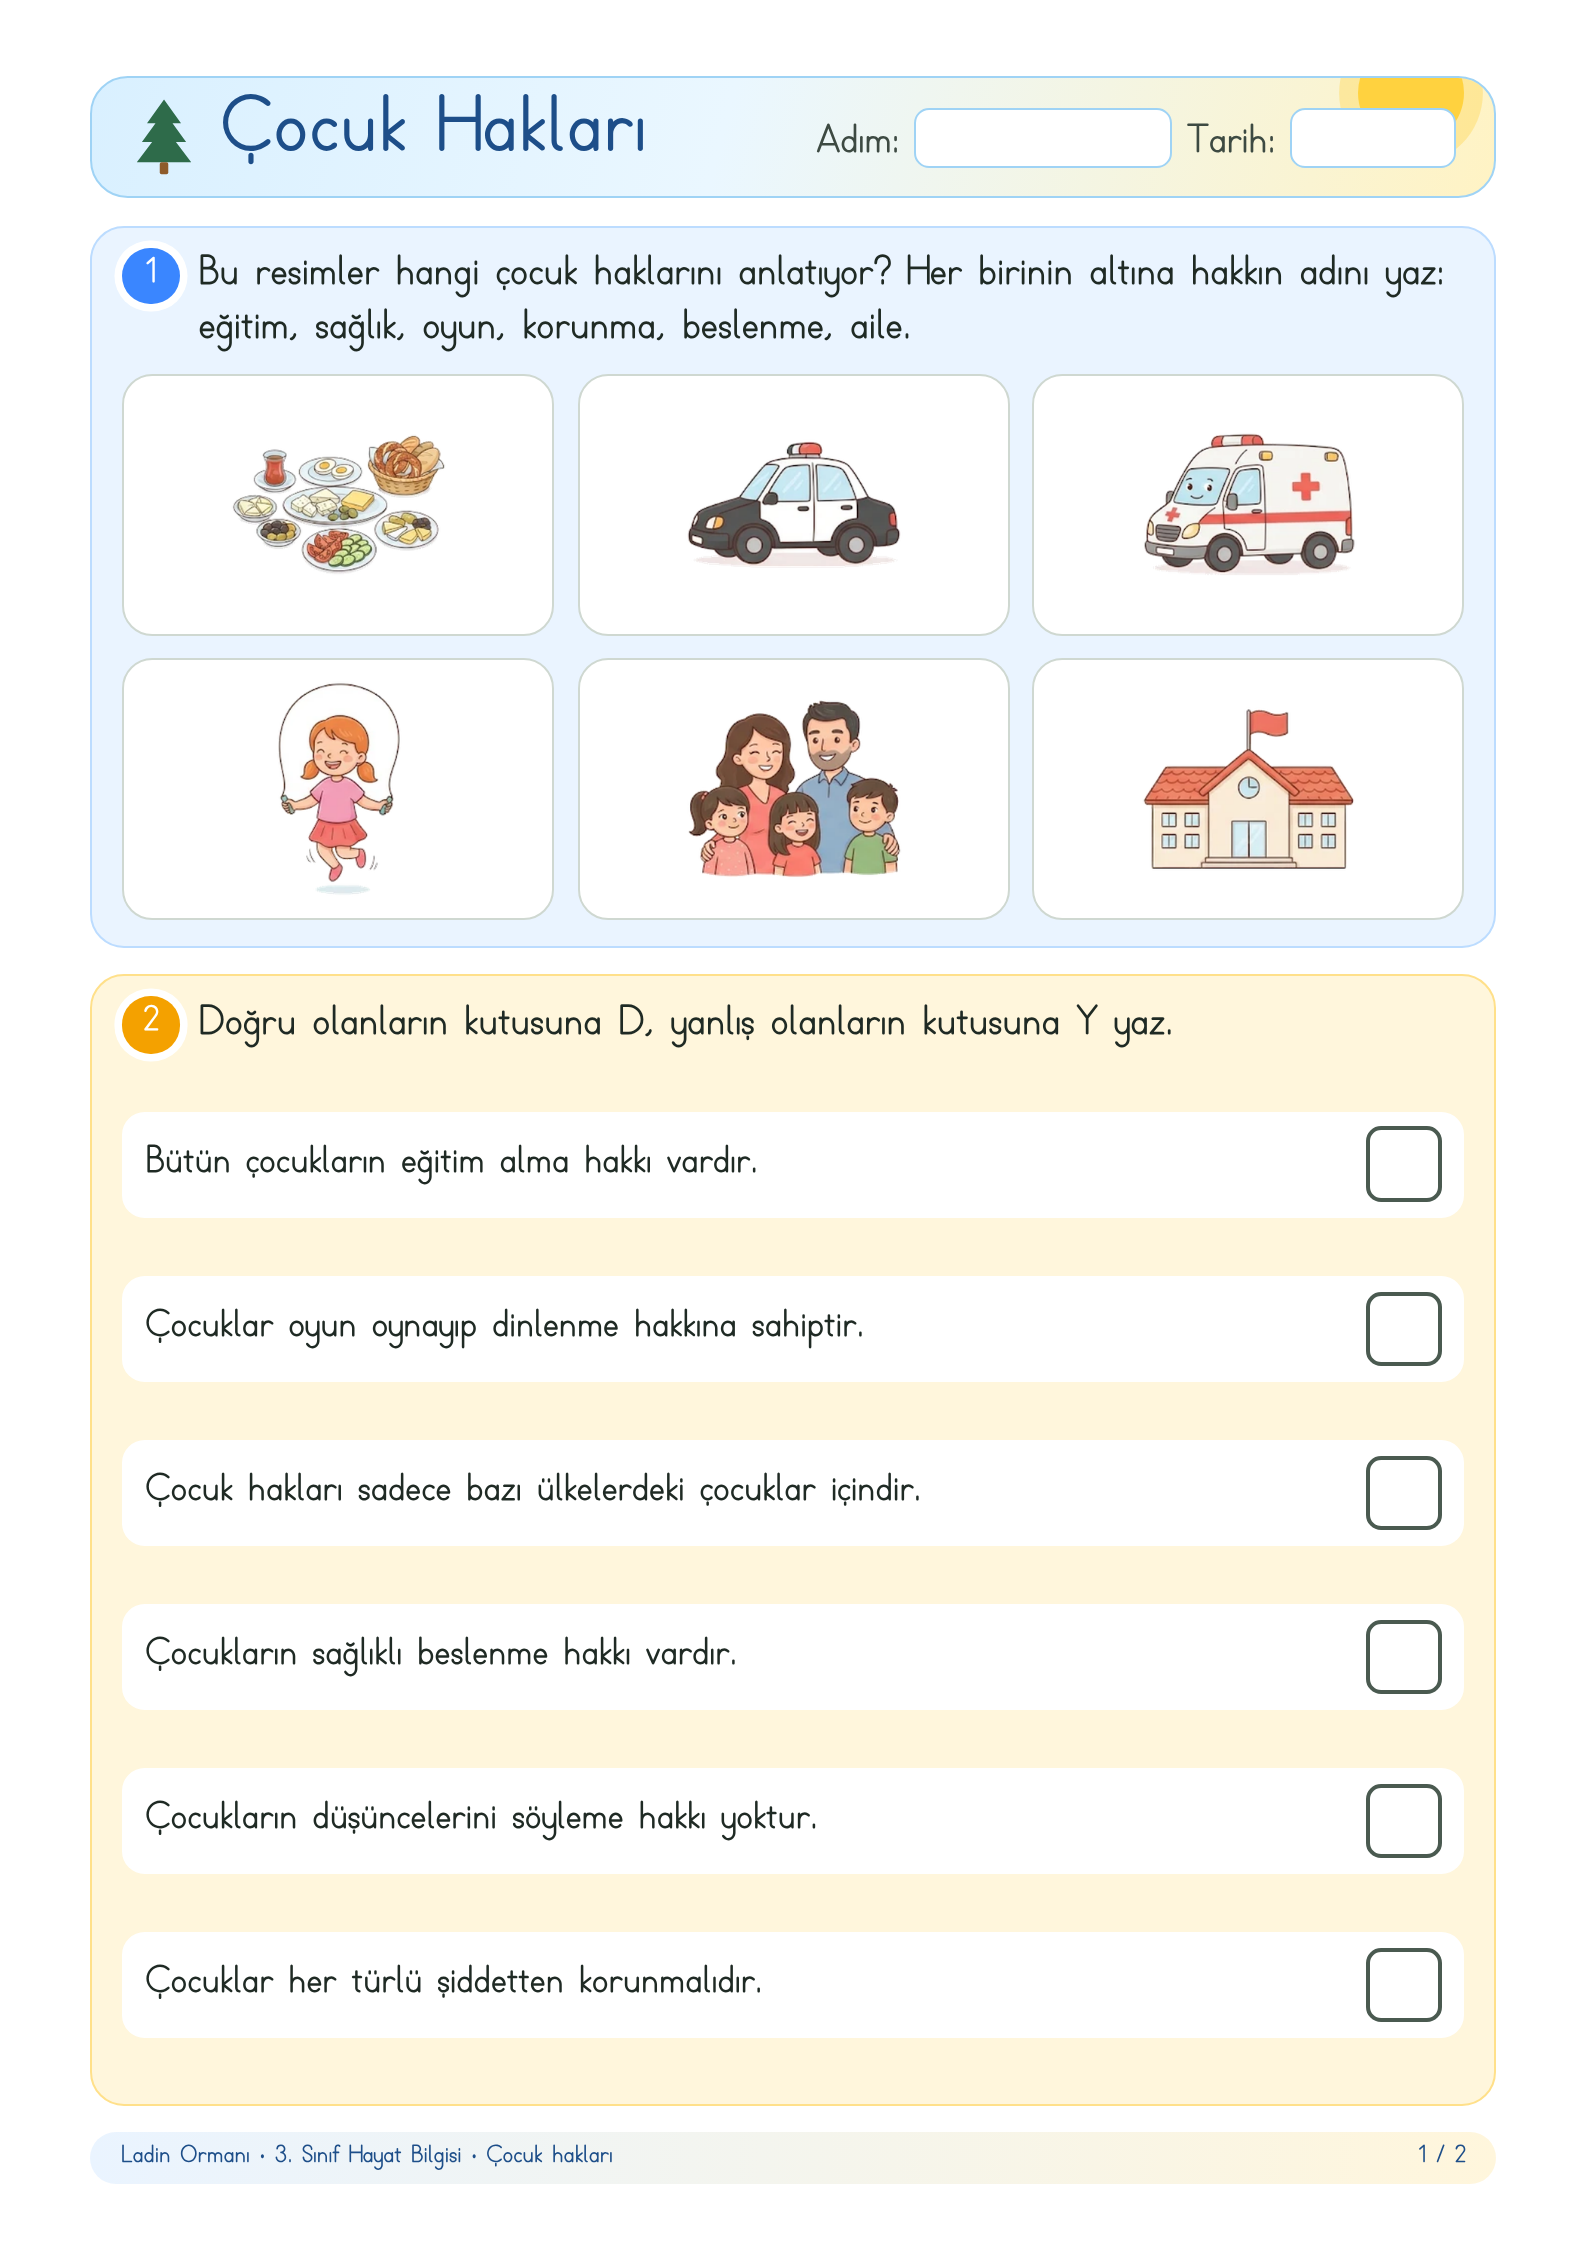 Çocuk Hakları
Adım:
Tarih:
1
Bu resimler hangi çocuk haklarını anlatıyor? Her birinin altına hakkın adını yaz:
eğitim, sağlık, oyun, korunma, beslenme, aile.
2
Doğru olanların kutusuna D, yanlış olanların kutusuna Y yaz.
Bütün çocukların eğitim alma hakkı vardır.
Çocuklar oyun oynayıp dinlenme hakkına sahiptir.
Çocuk hakları sadece bazı ülkelerdeki çocuklar içindir.
Çocukların sağlıklı beslenme hakkı vardır.
Çocukların düşüncelerini söyleme hakkı yoktur.
Çocuklar her türlü şiddetten korunmalıdır.
Ladin Ormanı • 3. Sınıf Hayat Bilgisi • Çocuk hakları
1 / 2